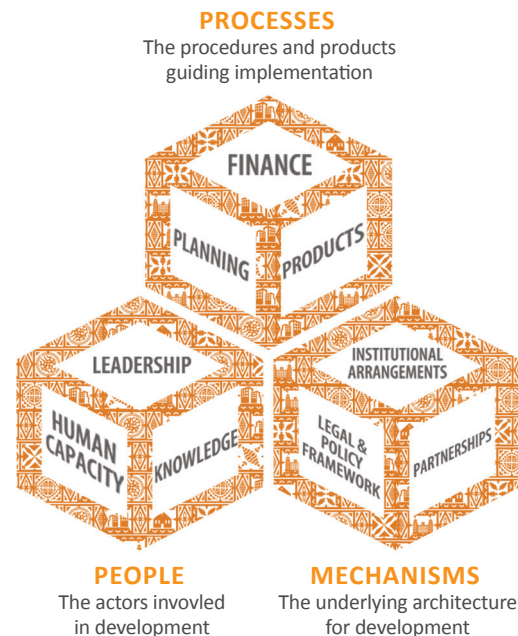 PROCESSES
The procedures and products
guiding implementation
FINANCE
PLANNING
PRODUCTS
LEADERSHIP
HUMAN
CAPACITY
KNOWLEDGE
INSTITUTIONAL
ARRANGEMENTS
LEGAL &
POLICY
FRAMEWORK
PARTNERSHIPS
PEOPLE
The actors invovled
in development
MECHANISMS
The underlying architecture
for development